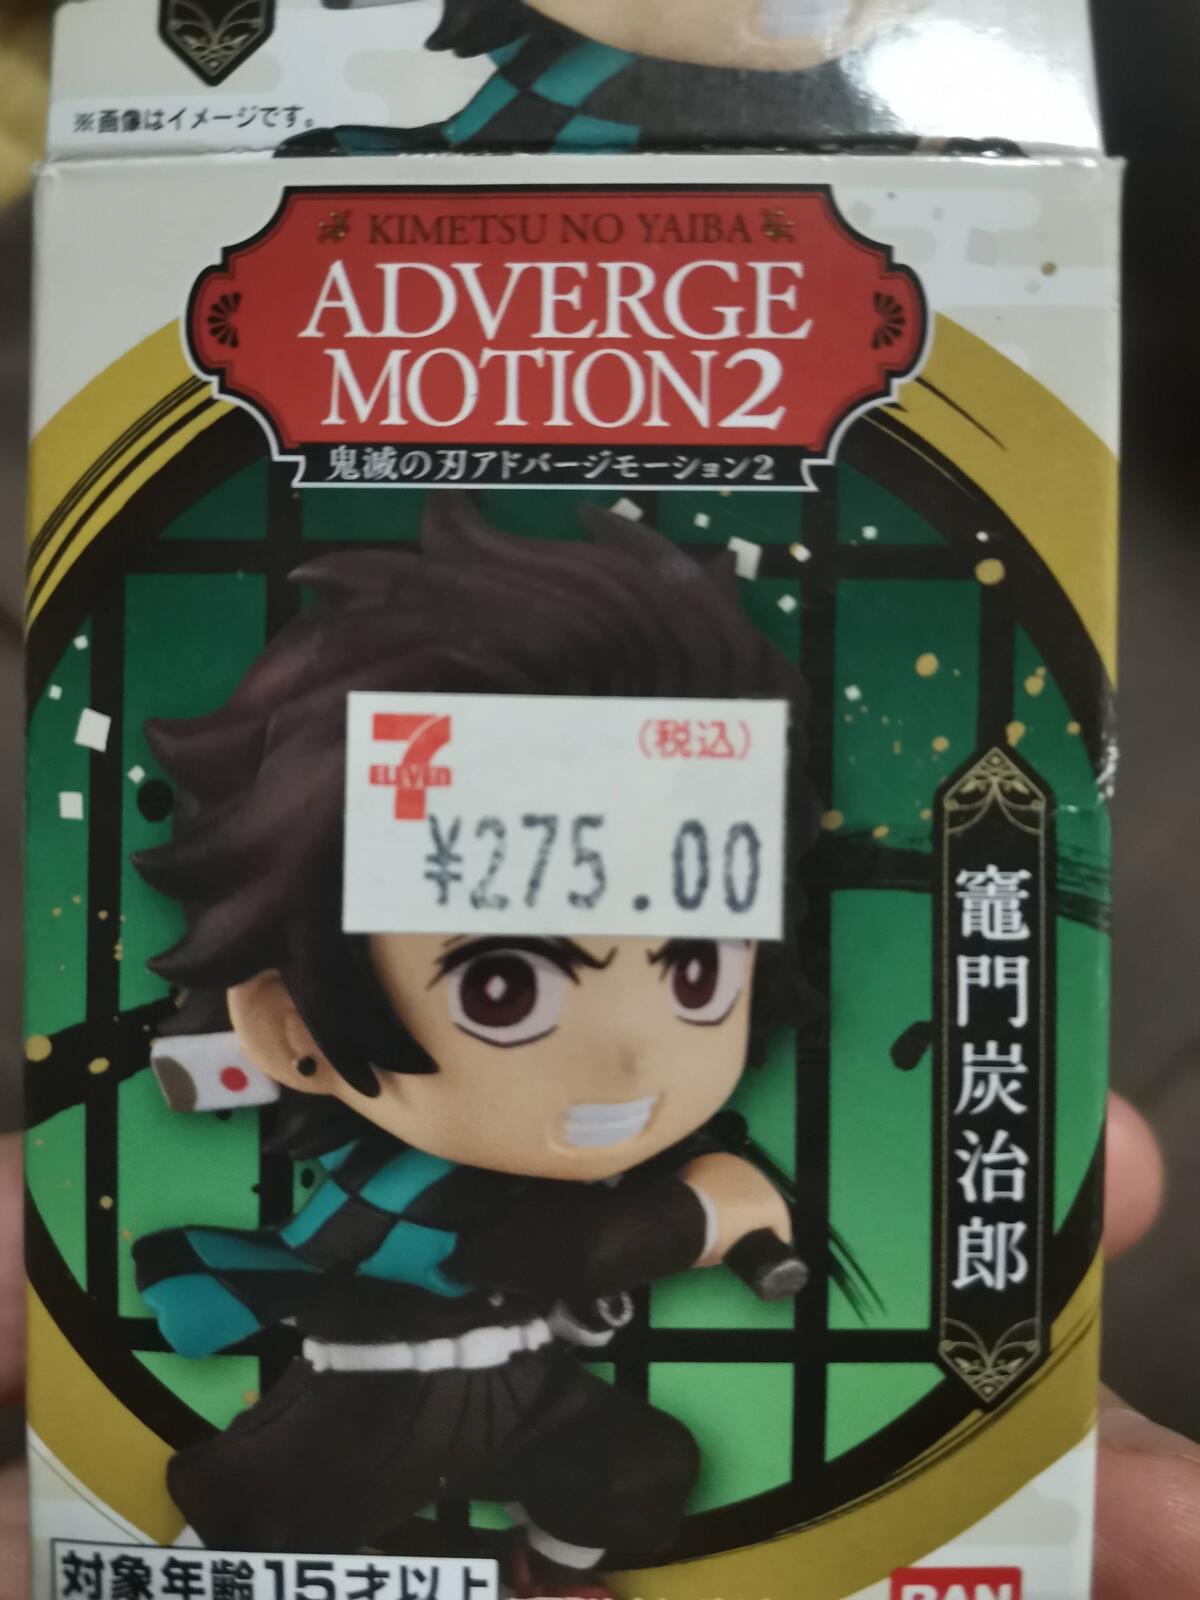 ※画像はイメージです。
KIMETSU NO YAIBA
ADVERGE
MOTION2
鬼滅の刃アドバージモーション2
7
ELEVEN
(税込)
¥275.00
竈門炭治郎
対象年齢15才以上
BAN